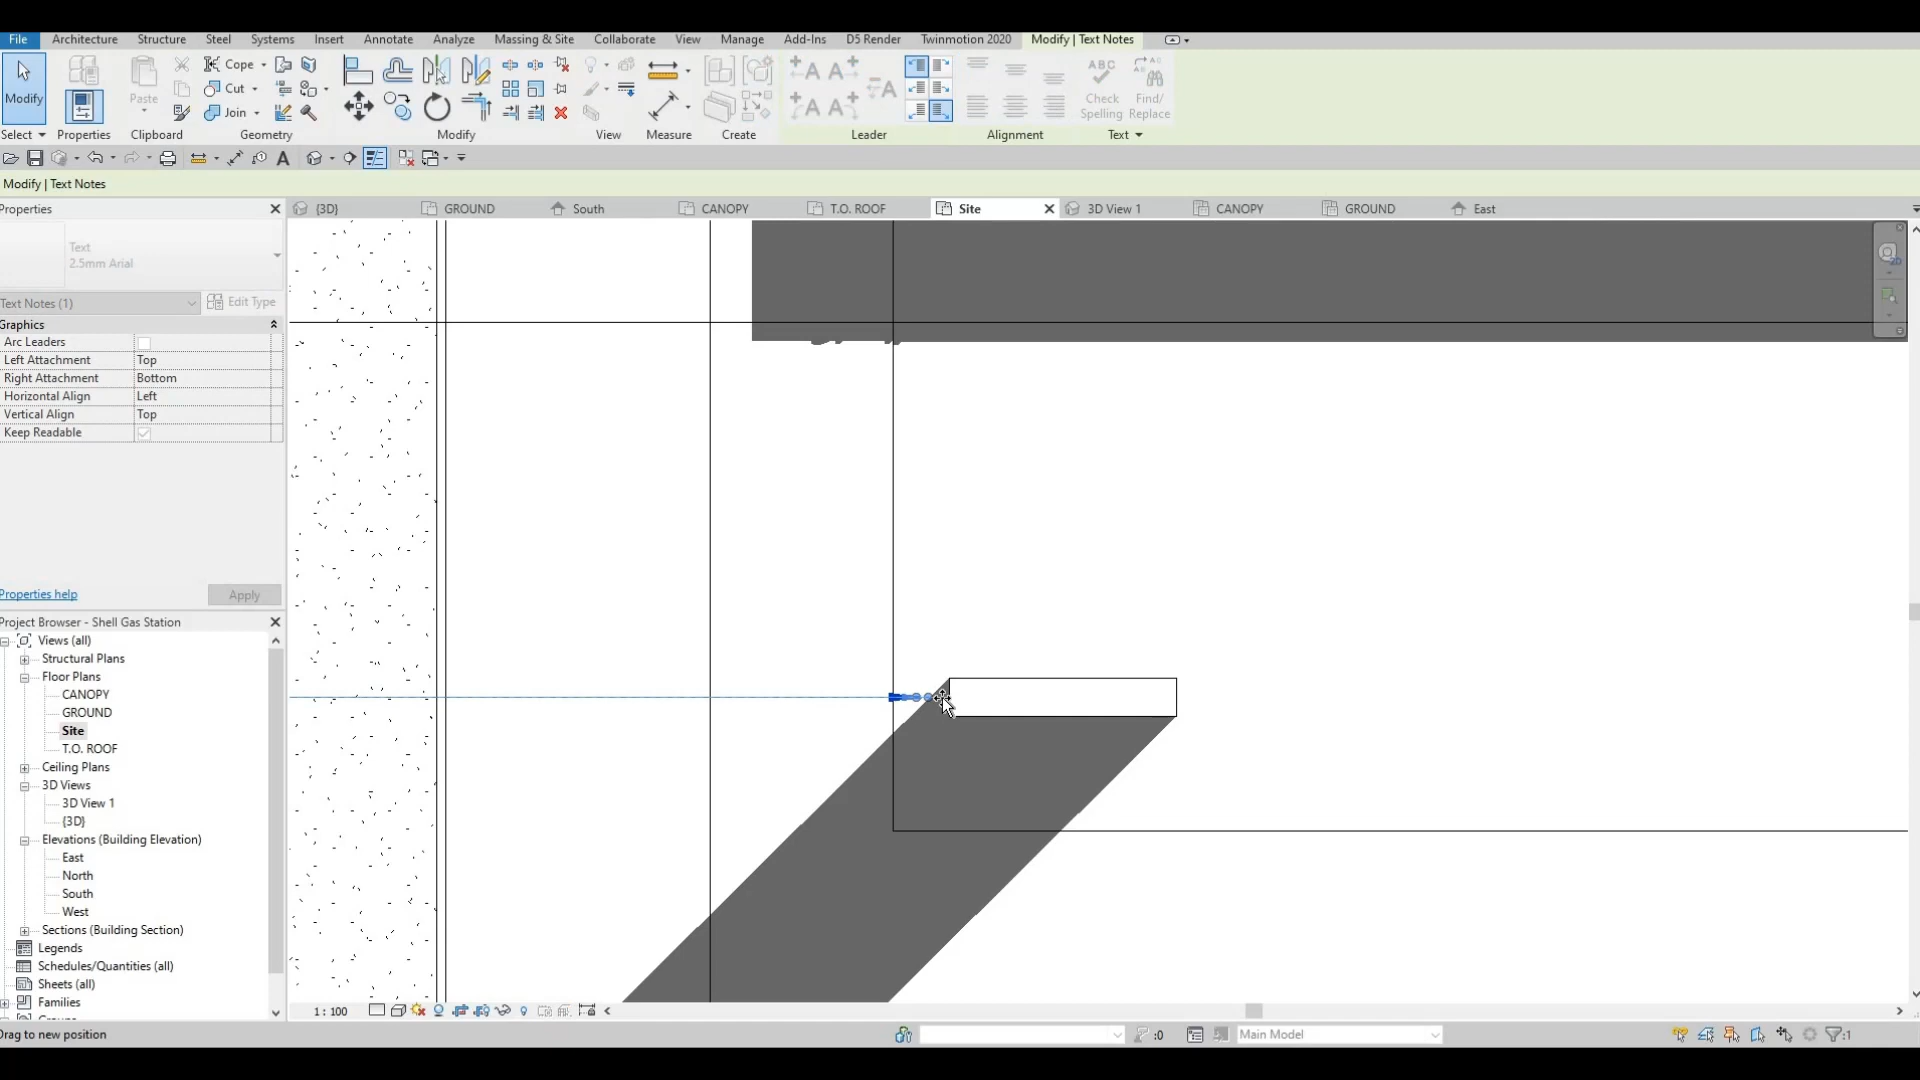 File Architecture Structure Steel Systems Insert Annotate Analyze Massing & Site Collaborate View Manage Add-Ins D5 Render Twinmotion 2020 Modify | Text Notes
Modify
Paste
Cope
Cut
Join
Check Spelling
Find/ Replace
Select Properties Clipboard Geometry Modify View Measure Create Leader Alignment Text
Modify | Text Notes
Properties
{3D} GROUND South CANOPY T.O. ROOF Site 3D View 1 CANOPY GROUND East
Text
2.5mm Arial
Text Notes (1) Edit Type
Graphics
Arc Leaders
Left Attachment Top
Right Attachment Bottom
Horizontal Align Left
Vertical Align Top
Keep Readable
Properties help Apply
Project Browser - Shell Gas Station
Views (all)
Structural Plans
Floor Plans
CANOPY
GROUND
Site
T.O. ROOF
Ceiling Plans
3D Views
3D View 1
{3D}
Elevations (Building Elevation)
East
North
South
West
Sections (Building Section)
Legends
Schedules/Quantities (all)
Sheets (all)
Families
1 : 100
Drag to new position :0 Main Model :1